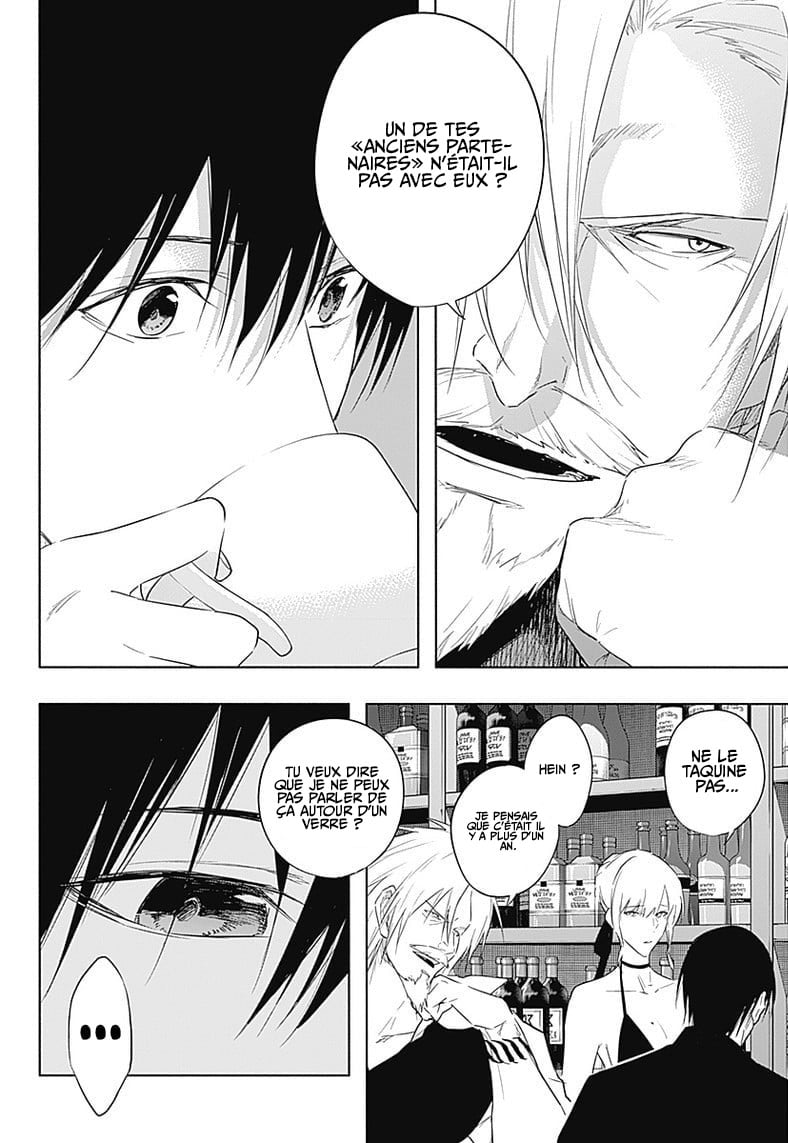 UN DE TES
«ANCIENS PARTE-
NAIRES» N'ÉTAIT-IL
PAS AVEC EUX ?
NE LE
TAQUINE
PAS...
HEIN ?
JE PENSAIS
QUE C'ÉTAIT IL
Y A PLUS D'UN
AN.
TU VEUX DIRE
QUE JE NE PEUX
PAS PARLER DE
ÇA AUTOUR D'UN
VERRE ?
...